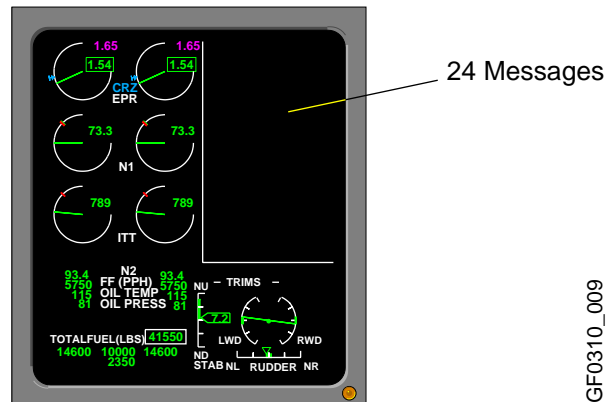 1.65 1.65
1.54 1.54
W W
CRZ
EPR
73.3 73.3
N1
789 789
ITT
N2
93.4 93.4
5750 FF (PPH) 5750
115 OIL TEMP 115
81 OIL PRESS 81
TOTALFUEL(LBS) 41550
14600 10000 14600
2350
NU – TRIMS –
7.2
LWD RWD
ND
STAB NL RUDDER NR
24 Messages
GF0310_009